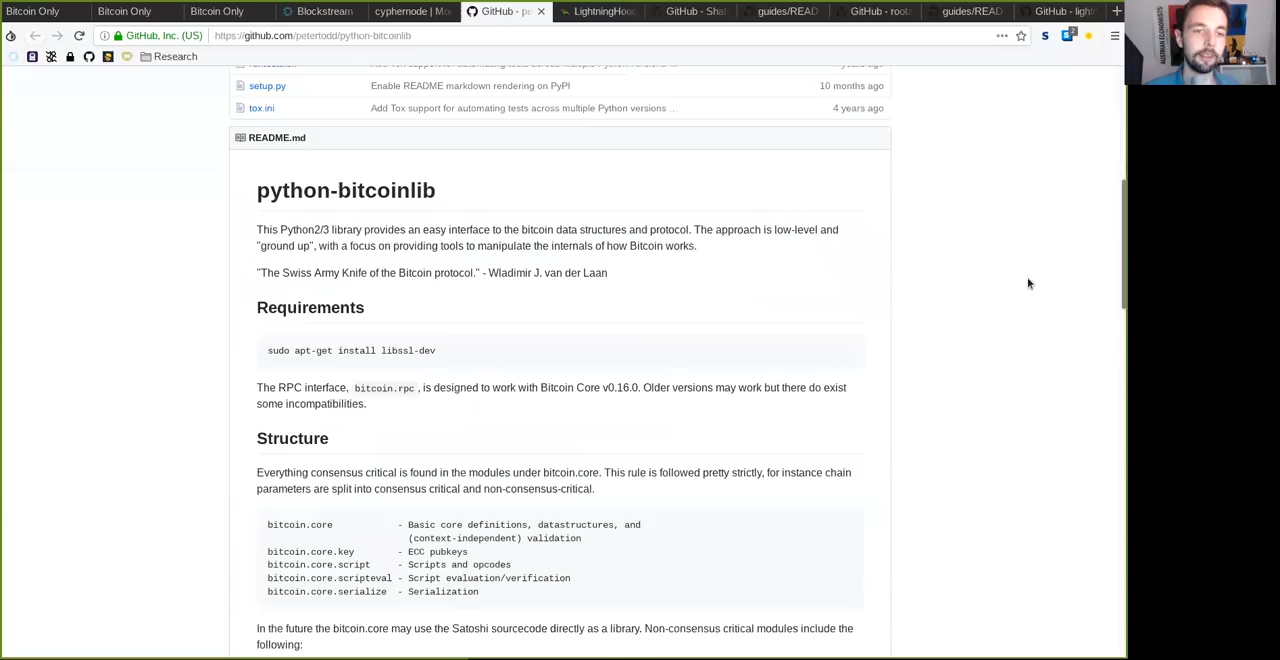 Bitcoin Only
Bitcoin Only
Bitcoin Only
Blockstream
cyphernode | Mo
GitHub - pe
LightningHoo
GitHub - Sha
guides/READ
GitHub - root
guides/READ
GitHub - light
GitHub, Inc. (US)
https://github.com/petertodd/python-bitcoinlib
S
2
Research
AUSTRIAN ECONOMISTS
setup.py Enable README markdown rendering on PyPI 10 months ago
tox.ini Add Tox support for automating tests across multiple Python versions … 4 years ago
README.md
python-bitcoinlib
This Python2/3 library provides an easy interface to the bitcoin data structures and protocol. The approach is low-level and
"ground up", with a focus on providing tools to manipulate the internals of how Bitcoin works.
"The Swiss Army Knife of the Bitcoin protocol." - Wladimir J. van der Laan
Requirements
sudo apt-get install libssl-dev
The RPC interface, bitcoin.rpc , is designed to work with Bitcoin Core v0.16.0. Older versions may work but there do exist
some incompatibilities.
Structure
Everything consensus critical is found in the modules under bitcoin.core. This rule is followed pretty strictly, for instance chain
parameters are split into consensus critical and non-consensus-critical.
bitcoin.core - Basic core definitions, datastructures, and
(context-independent) validation
bitcoin.core.key - ECC pubkeys
bitcoin.core.script - Scripts and opcodes
bitcoin.core.scripteval - Script evaluation/verification
bitcoin.core.serialize - Serialization
In the future the bitcoin.core may use the Satoshi sourcecode directly as a library. Non-consensus critical modules include the
following: